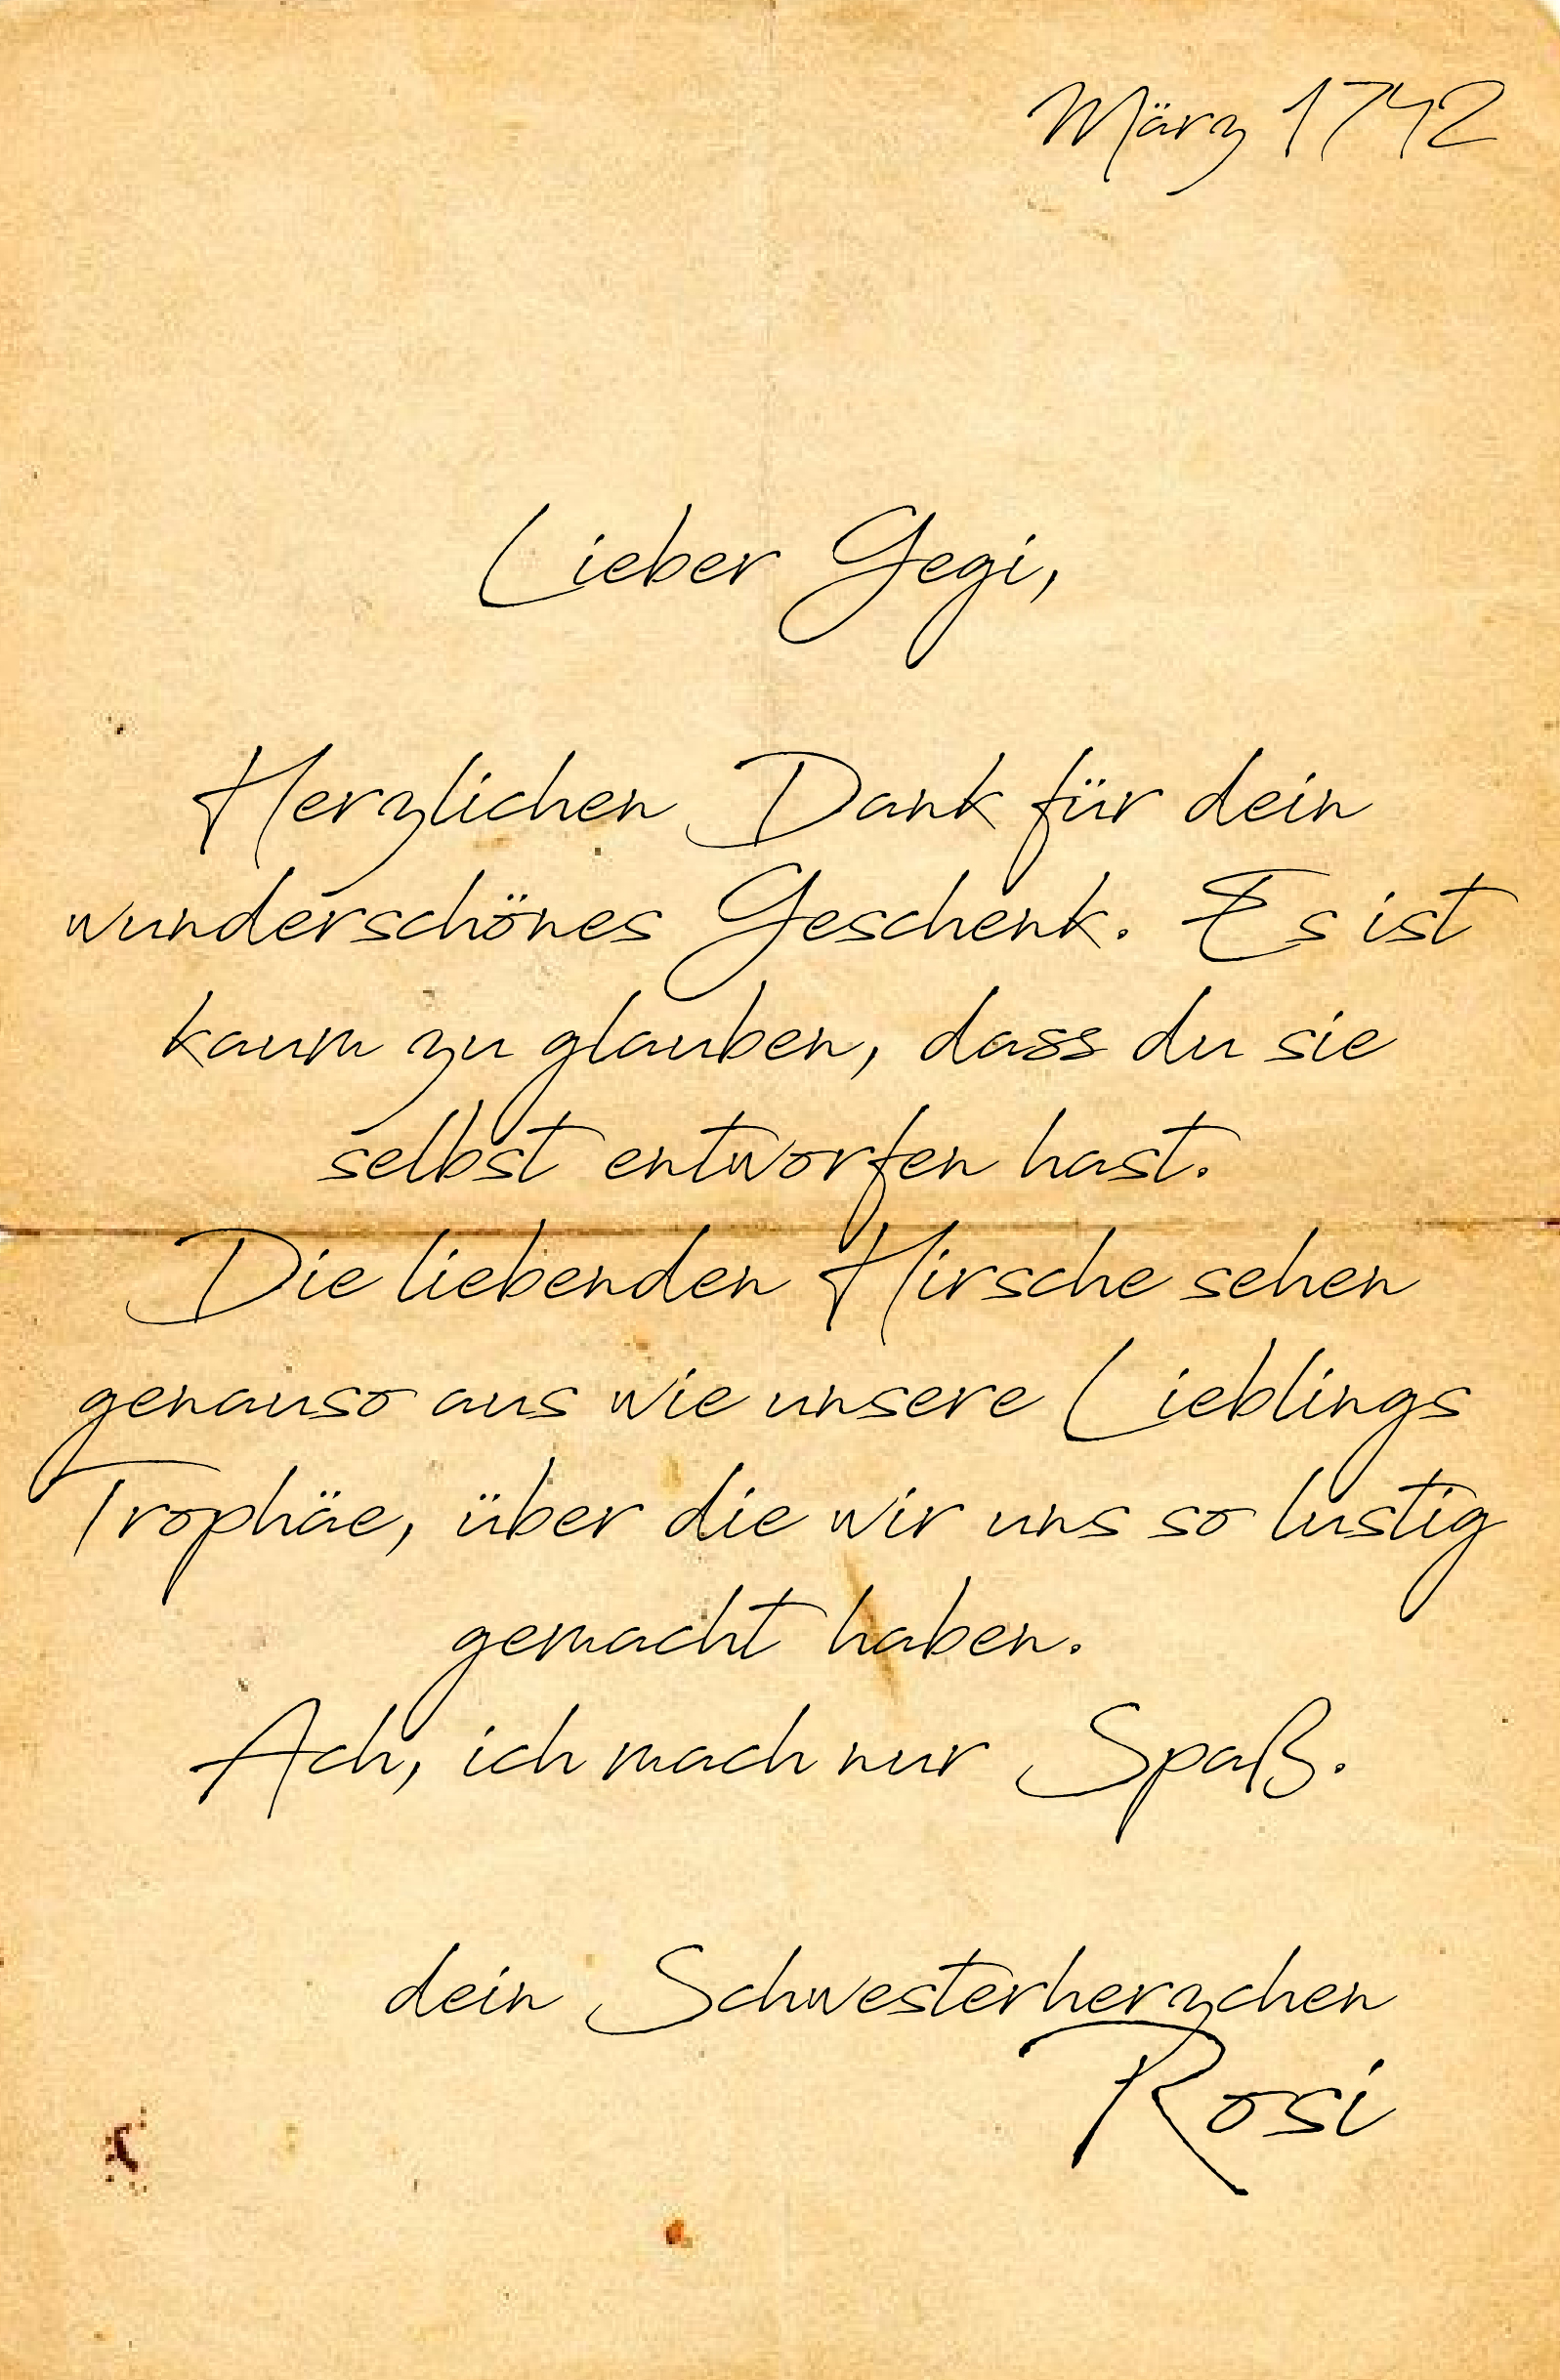 März 1742
Lieber Gegi,
Herzlichen Dank für dein
wunderschönes Geschenk. Es ist
kaum zu glauben, dass du sie
selbst entworfen hast.
Die liebenden Hirsche sehen
genauso aus wie unsere Lieblings
Trophäe, über die wir uns so lustig
gemacht haben.
Ach, ich mach nur Spaß.
dein Schwesterherzchen
Rosi